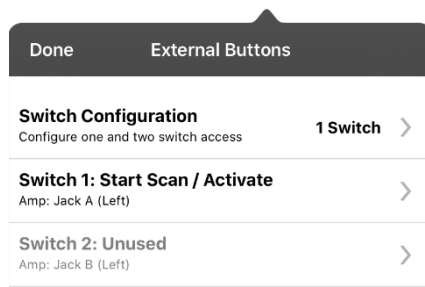 Done External Buttons
Switch Configuration
Configure one and two switch access
1 Switch
Switch 1: Start Scan / Activate
Amp: Jack A (Left)
Switch 2: Unused
Amp: Jack B (Left)